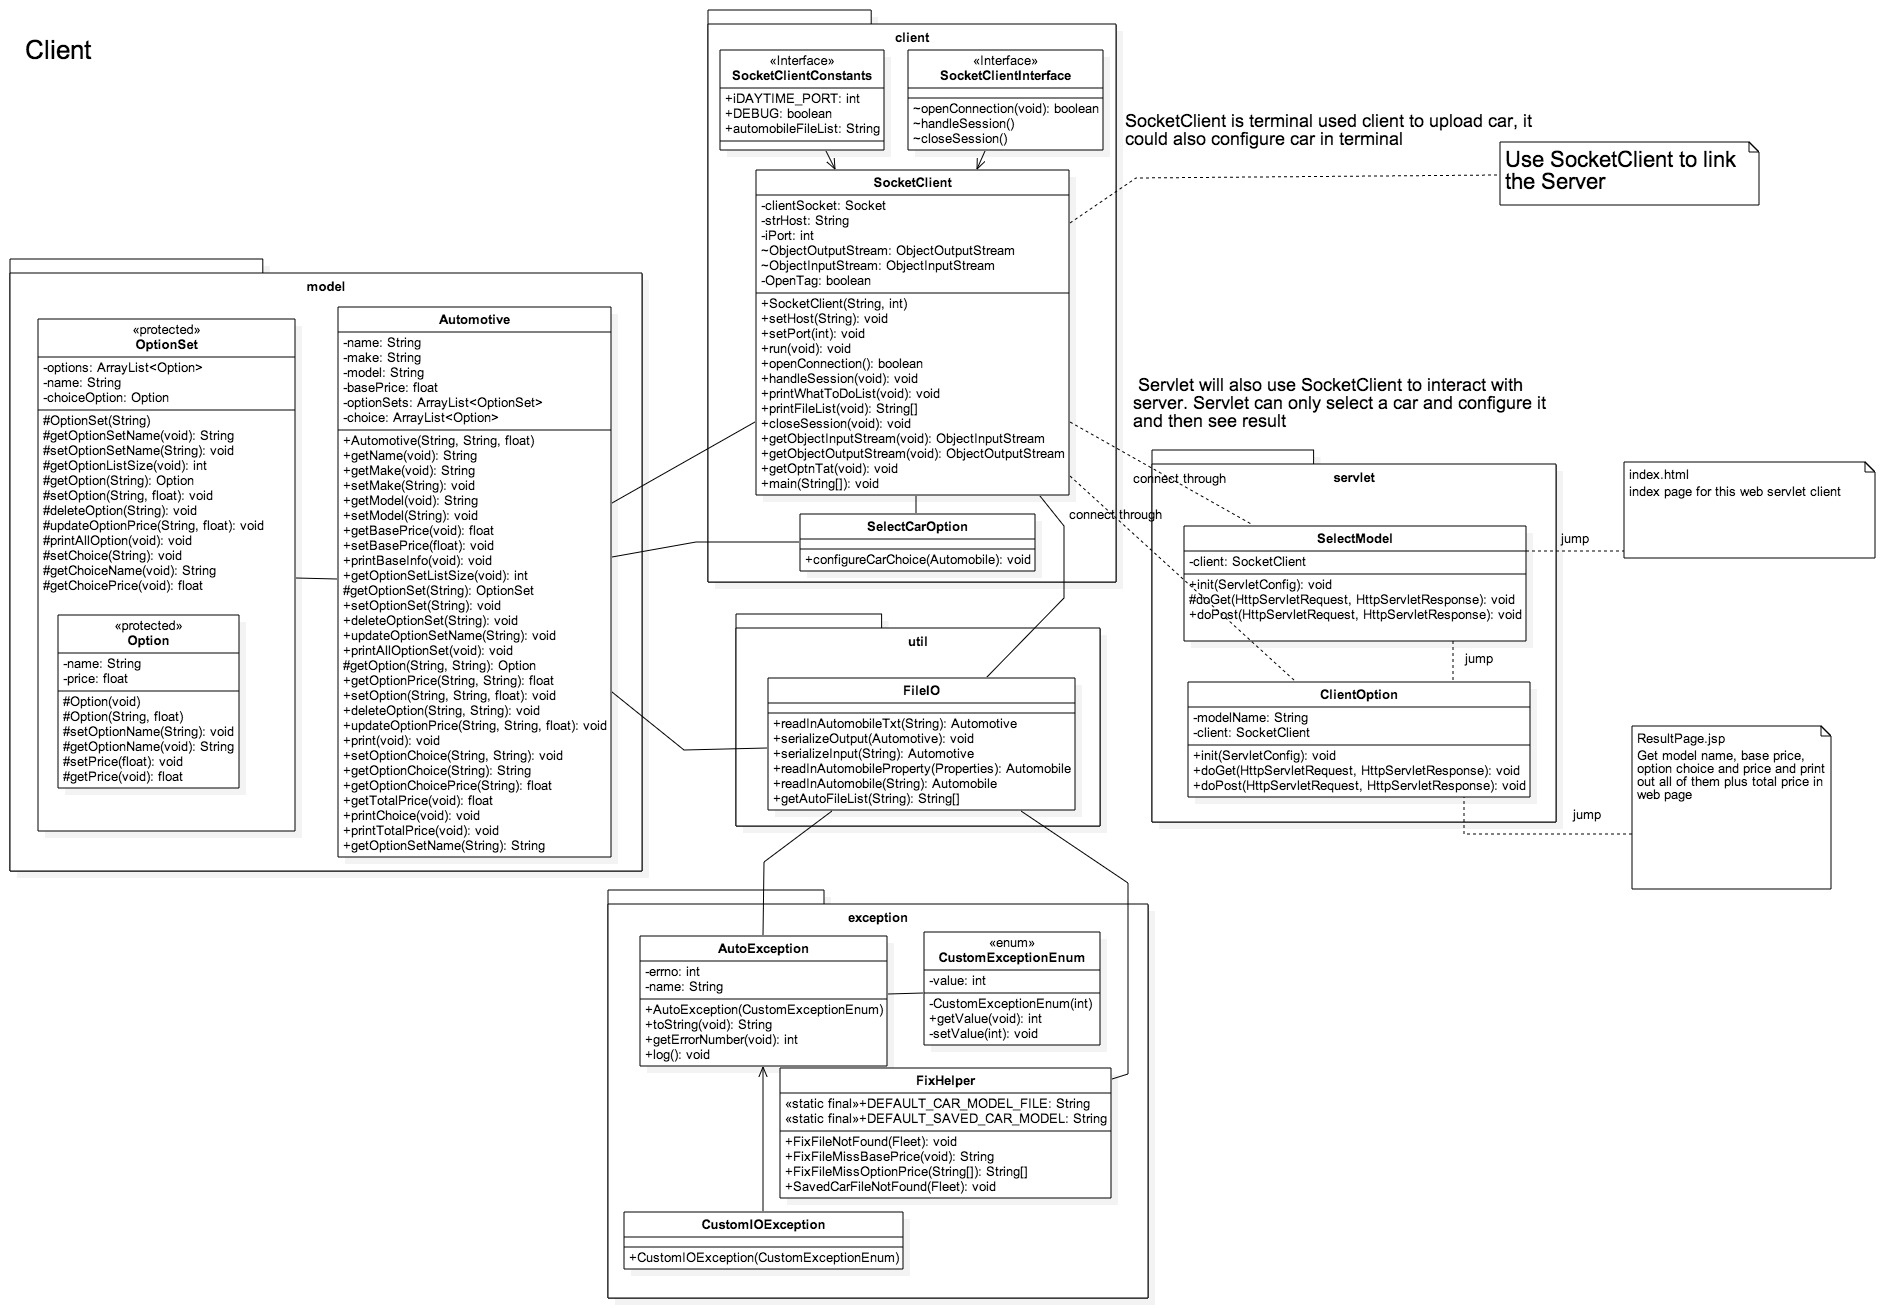 Client
client
«Interface»
SocketClientConstants
+iDAYTIME_PORT: int
+DEBUG: boolean
+automobileFileList: String
«Interface»
SocketClientInterface
~openConnection(void): boolean
~handleSession()
~closeSession()
SocketClient is terminal used client to upload car, it
could also configure car in terminal
Use SocketClient to link
the Server
SocketClient
-clientSocket: Socket
-strHost: String
-iPort: int
~ObjectOutputStream: ObjectOutputStream
~ObjectInputStream: ObjectInputStream
-OpenTag: boolean
+SocketClient(String, int)
+setHost(String): void
+setPort(int): void
+run(void): void
+openConnection(): boolean
+handleSession(void): void
+printWhatToDoList(void): void
+printFileList(void): String[]
+closeSession(void): void
+getObjectInputStream(void): ObjectInputStream
+getObjectOutputStream(void): ObjectOutputStream
+getOptnTat(void): void
+main(String[]): void
SelectCarOption
+configureCarChoice(Automobile): void
model
«protected»
OptionSet
-options: ArrayList<Option>
-name: String
-choiceOption: Option
#OptionSet(String)
#getOptionSetName(void): String
#setOptionSetName(String): void
#getOptionListSize(void): int
#getOption(String): Option
#setOption(String, float): void
#deleteOption(String): void
#updateOptionPrice(String, float): void
#printAllOption(void): void
#setChoice(String): void
#getChoiceName(void): String
#getChoicePrice(void): float
«protected»
Option
-name: String
-price: float
#Option(void)
#Option(String, float)
#setOptionName(String): void
#getOptionName(void): String
#setPrice(float): void
#getPrice(void): float
Automotive
-name: String
-make: String
-model: String
-basePrice: float
-optionSets: ArrayList<OptionSet>
-choice: ArrayList<Option>
+Automotive(String, String, float)
+getName(void): String
+getMake(void): String
+setMake(String): void
+getModel(void): String
+setModel(String): void
+getBasePrice(void): float
+setBasePrice(float): void
+printBaseInfo(void): void
+getOptionSetListSize(void): int
#getOptionSet(String): OptionSet
+setOptionSet(String): void
+deleteOptionSet(String): void
+updateOptionSetName(String): void
+printAllOptionSet(void): void
#getOption(String, String): Option
+getOptionPrice(String, String): float
+setOption(String, String, float): void
+deleteOption(String, String): void
+updateOptionPrice(String, String, float): void
+print(void): void
+setOptionChoice(String, String): void
+getOptionChoice(String): String
+getOptionChoicePrice(String): float
+getTotalPrice(void): float
+printChoice(void): void
+printTotalPrice(void): void
+getOptionSetName(String): String
Servlet will also use SocketClient to interact with
server. Servlet can only select a car and configure it
and then see result
connect through
connect through
servlet
SelectModel
-client: SocketClient
+init(ServletConfig): void
#doGet(HttpServletRequest, HttpServletResponse): void
+doPost(HttpServletRequest, HttpServletResponse): void
jump
index.html
index page for this web servlet client
jump
ClientOption
-modelName: String
-client: SocketClient
+init(ServletConfig): void
+doGet(HttpServletRequest, HttpServletResponse): void
+doPost(HttpServletRequest, HttpServletResponse): void
jump
ResultPage.jsp
Get model name, base price,
option choice and price and print
out all of them plus total price in
web page
util
FileIO
+readInAutomobileTxt(String): Automotive
+serializeOutput(Automotive): void
+serializeInput(String): Automotive
+readInAutomobileProperty(Properties): Automobile
+readInAutomobile(String): Automobile
+getAutoFileList(String): String[]
exception
AutoException
-errno: int
-name: String
+AutoException(CustomExceptionEnum)
+toString(void): String
+getErrorNumber(void): int
+log(): void
«enum»
CustomExceptionEnum
-value: int
-CustomExceptionEnum(int)
+getValue(void): int
-setValue(int): void
FixHelper
«static final»+DEFAULT_CAR_MODEL_FILE: String
«static final»+DEFAULT_SAVED_CAR_MODEL: String
+FixFileNotFound(Fleet): void
+FixFileMissBasePrice(void): String
+FixFileMissOptionPrice(String[]): String[]
+SavedCarFileNotFound(Fleet): void
CustomIOException
+CustomIOException(CustomExceptionEnum)